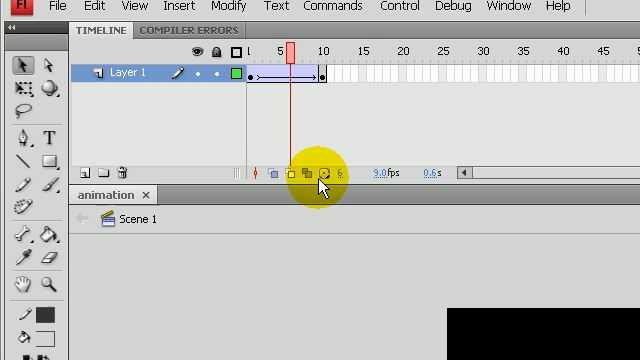 Fl File Edit View Insert Modify Text Commands Control Debug Window Help
TIMELINE COMPILER ERRORS
1 5 10 15 20 25 30 35 40 45 50
Layer 1
6 9.0fps 0.6s
animation ×
Scene 1
T